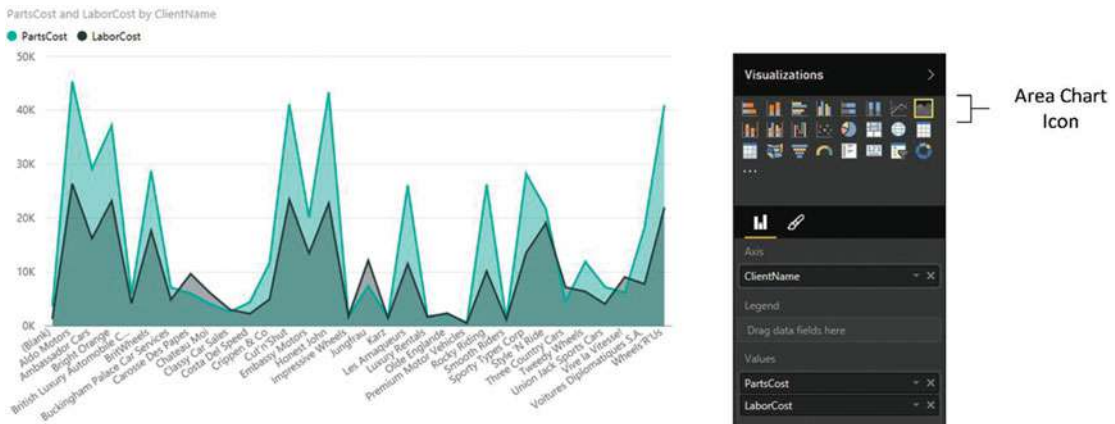 PartsCost and LaborCost by ClientName
PartsCost LaborCost
50K
40K
30K
20K
10K
0K
(Blank)
Aldo Motors
Ambassador Cars
Bright Orange
British Luxury Automobile C...
BritWheels
Buckingham Palace Car Services
Carosse Des Papes
Chateau Moi
Classy Car Sales
Costa Del Speed
Crippen & Co
Cut'n'Shut
Embassy Motors
Honest John
Impressive Wheels
Jungfrau
Karz
Les Arnaqueurs
Luxury Rentals
Olde Englande
Premium Motor Vehicles
Rocky Riding
Smooth Riders
Sporty Types Corp
Style 'N' Ride
Three Country Cars
Tweedy Wheels
Union Jack Sports Cars
Vive la Vitesse!
Voitures Diplomatiques S.A.
Wheels'R'Us
Visualizations
Area Chart
Icon
...
Axis
ClientName
Legend
Drag data fields here
Values
PartsCost
LaborCost